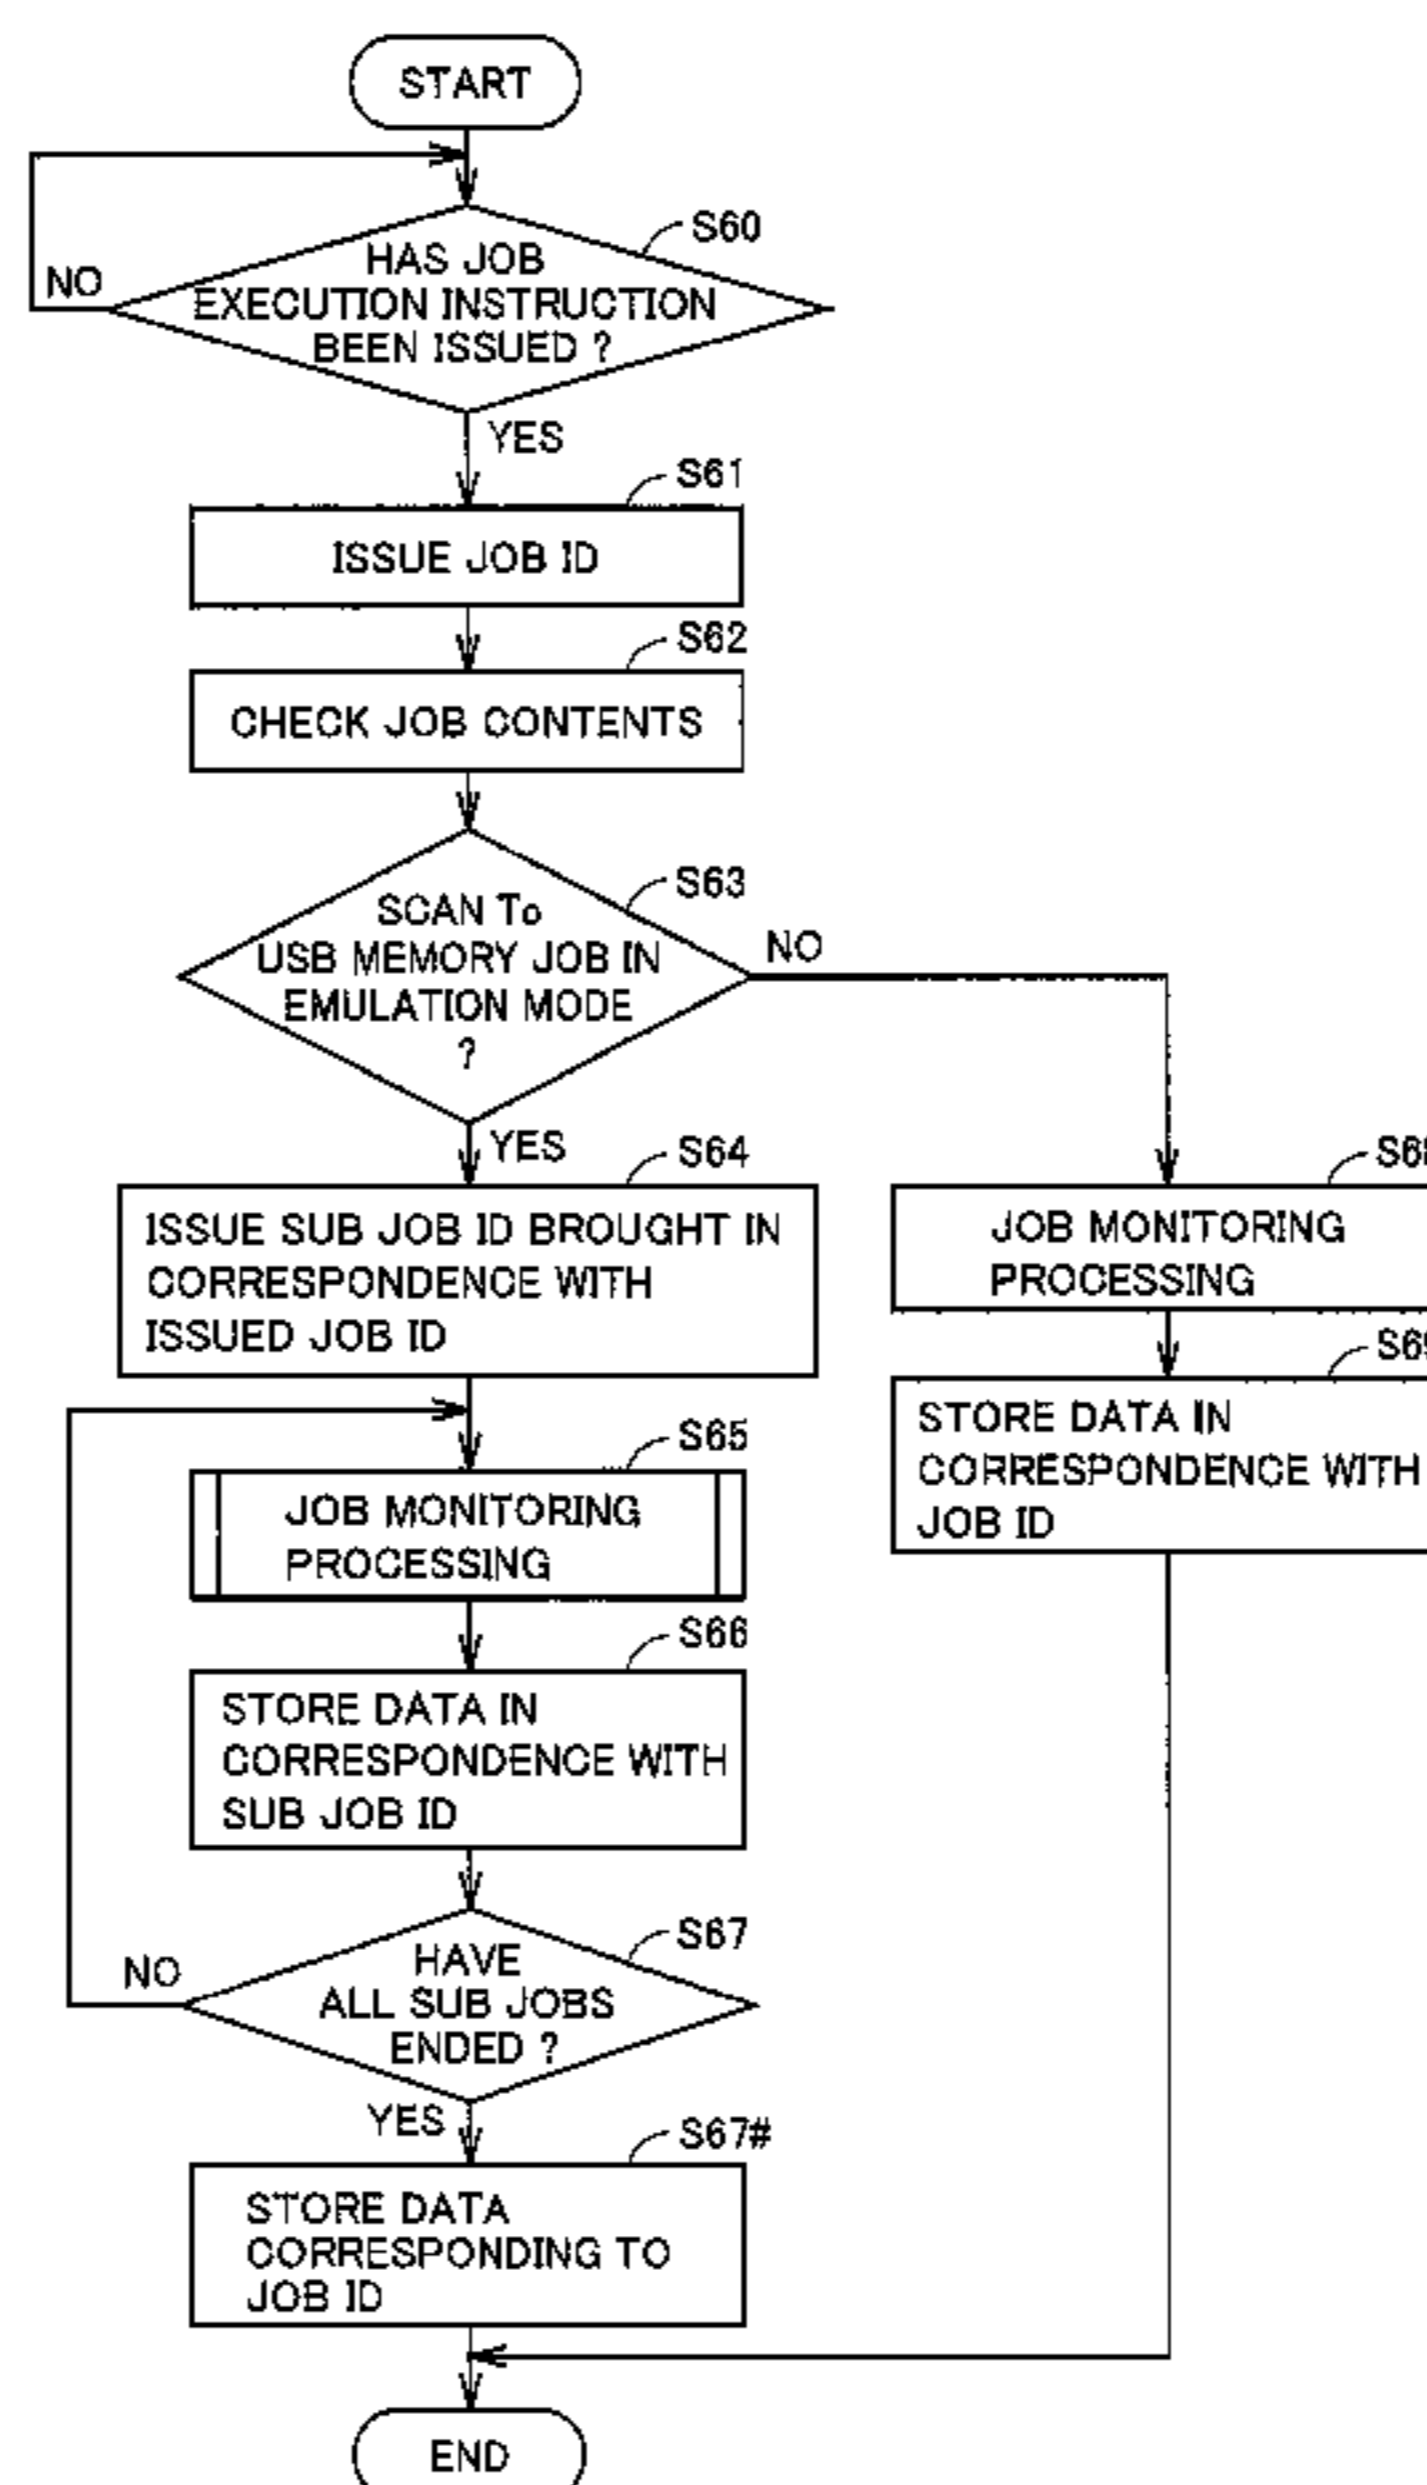 START
S60
NO
HAS JOB
EXECUTION INSTRUCTION
BEEN ISSUED ?
YES
S61
ISSUE JOB ID
S62
CHECK JOB CONTENTS
S63
SCAN To
USB MEMORY JOB IN
EMULATION MODE
?
NO
YES
S64
ISSUE SUB JOB ID BROUGHT IN
CORRESPONDENCE WITH
ISSUED JOB ID
JOB MONITORING
PROCESSING
STORE DATA IN
CORRESPONDENCE WITH
JOB ID
S65
JOB MONITORING
PROCESSING
S66
STORE DATA IN
CORRESPONDENCE WITH
SUB JOB ID
S67
NO
HAVE
ALL SUB JOBS
ENDED ?
YES
S67#
STORE DATA
CORRESPONDING TO
JOB ID
END